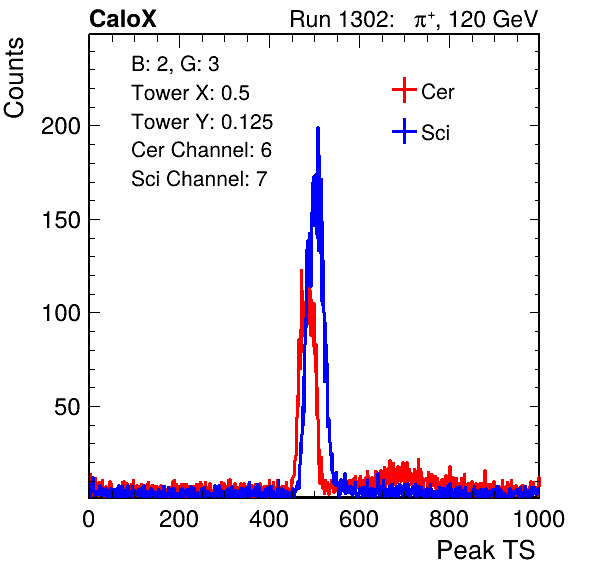 CaloX Run 1302: π⁺, 120 GeV
Counts
B: 2, G: 3
Tower X: 0.5
Tower Y: 0.125
Cer Channel: 6
Sci Channel: 7
Cer
Sci
200
150
100
50
0 200 400 600 800 1000
Peak TS